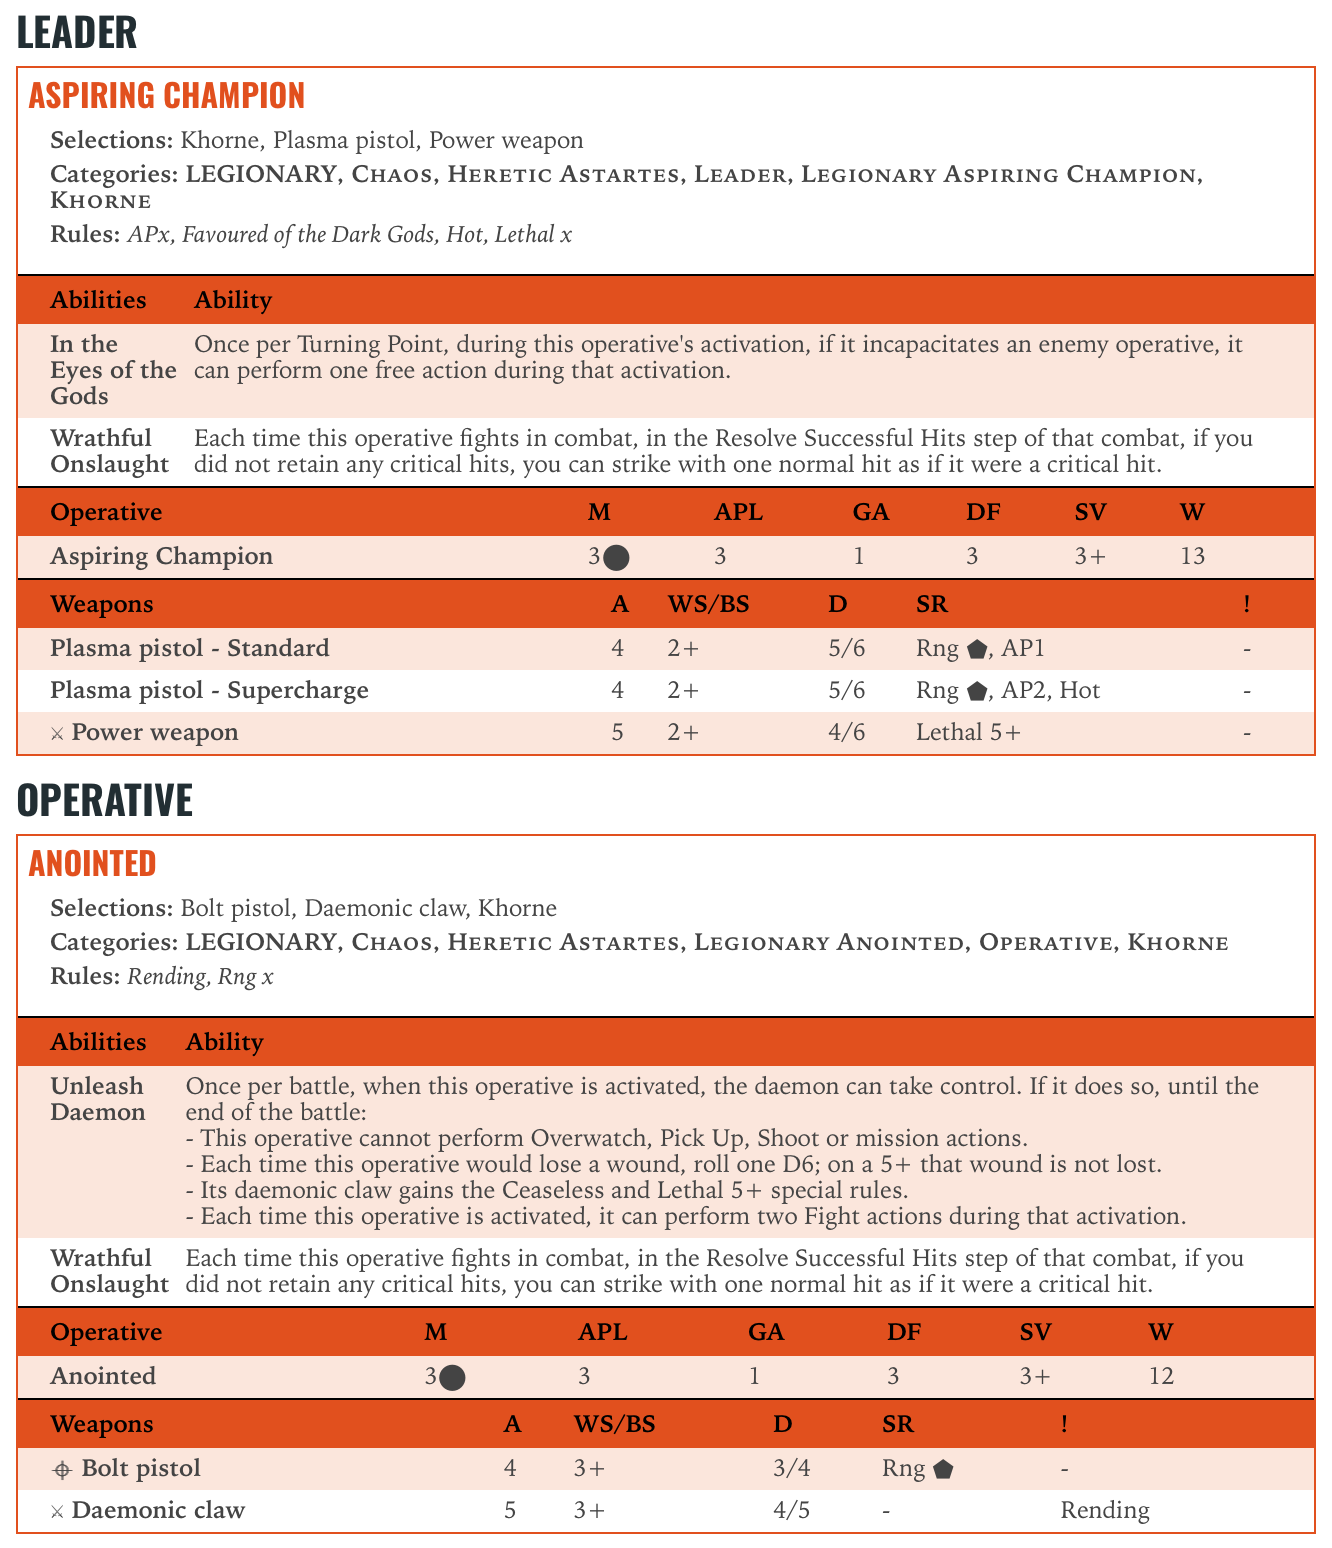 LEADER
ASPIRING CHAMPION
Selections: Khorne, Plasma pistol, Power weapon
Categories: LEGIONARY, CHAOS, HERETIC ASTARTES, LEADER, LEGIONARY ASPIRING CHAMPION,
KHORNE
Rules: APx, Favoured of the Dark Gods, Hot, Lethal x
Abilities Ability
In the Once per Turning Point, during this operative's activation, if it incapacitates an enemy operative, it
Eyes of the can perform one free action during that activation.
Gods
Wrathful Each time this operative fights in combat, in the Resolve Successful Hits step of that combat, if you
Onslaught did not retain any critical hits, you can strike with one normal hit as if it were a critical hit.
Operative M APL GA DF SV W
Aspiring Champion 3⬤ 3 1 3 3+ 13
Weapons A WS/BS D SR !
Plasma pistol - Standard 4 2+ 5/6 Rng ⬟, AP1 -
Plasma pistol - Supercharge 4 2+ 5/6 Rng ⬟, AP2, Hot -
⚔ Power weapon 5 2+ 4/6 Lethal 5+ -
OPERATIVE
ANOINTED
Selections: Bolt pistol, Daemonic claw, Khorne
Categories: LEGIONARY, CHAOS, HERETIC ASTARTES, LEGIONARY ANOINTED, OPERATIVE, KHORNE
Rules: Rending, Rng x
Abilities Ability
Unleash Once per battle, when this operative is activated, the daemon can take control. If it does so, until the
Daemon end of the battle:
- This operative cannot perform Overwatch, Pick Up, Shoot or mission actions.
- Each time this operative would lose a wound, roll one D6; on a 5+ that wound is not lost.
- Its daemonic claw gains the Ceaseless and Lethal 5+ special rules.
- Each time this operative is activated, it can perform two Fight actions during that activation.
Wrathful Each time this operative fights in combat, in the Resolve Successful Hits step of that combat, if you
Onslaught did not retain any critical hits, you can strike with one normal hit as if it were a critical hit.
Operative M APL GA DF SV W
Anointed 3⬤ 3 1 3 3+ 12
Weapons A WS/BS D SR !
⌖ Bolt pistol 4 3+ 3/4 Rng ⬟ -
⚔ Daemonic claw 5 3+ 4/5 - Rending